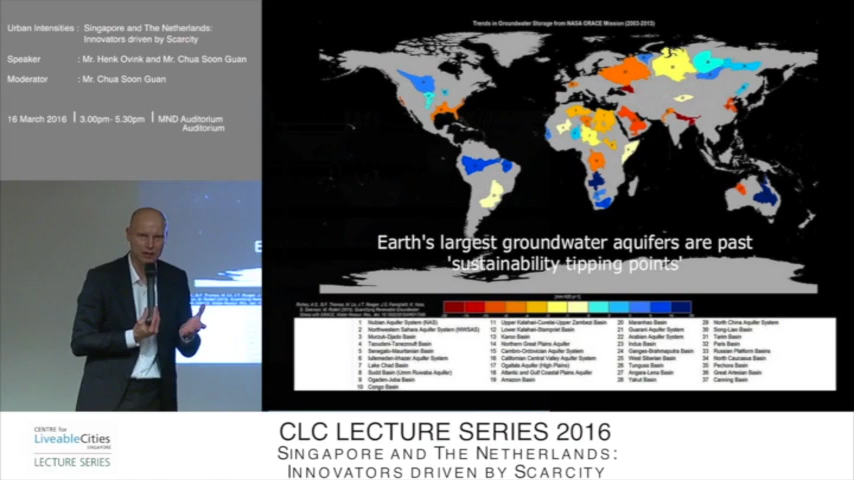 Urban Intensities : Singapore and The Netherlands:
Innovators driven by Scarcity
Speaker : Mr. Henk Ovink and Mr. Chua Soon Guan
Moderator : Mr. Chua Soon Guan
16 March 2016 | 3.00pm- 5.30pm | MND Auditorium
Auditorium
Trends in Groundwater Storage from NASA GRACE Mission (2003-2013)
Earth's largest groundwater aquifers are past
'sustainability tipping points'
1 Nubian Aquifer System (NAS)
2 Northwestern Sahara Aquifer System (NWSAS)
3 Murzuk-Djado Basin
4 Taoudeni-Tanezrouft Basin
5 Senegalo-Mauritanian Basin
6 Iullemeden-Irhazer Aquifer System
7 Lake Chad Basin
8 Sudd Basin (Umm Ruwaba Aquifer)
9 Ogaden-Juba Basin
10 Congo Basin
11 Upper Kalahari-Cuvelai-Upper Zambezi Basin
12 Lower Kalahari-Stampriet Basin
13 Karoo Basin
14 Northern Great Plains Aquifer
15 Cambro-Ordovician Aquifer System
16 Californian Central Valley Aquifer System
17 Ogallala Aquifer (High Plains)
18 Atlantic and Gulf Coastal Plains Aquifer
19 Amazon Basin
20 Maranhao Basin
21 Guarani Aquifer System
22 Arabian Aquifer System
23 Indus Basin
24 Ganges-Brahmaputra Basin
25 West Siberian Basin
26 Tunguss Basin
27 Angara-Lena Basin
28 Yakut Basin
29 North China Aquifer System
30 Song-Liao Basin
31 Tarim Basin
32 Paris Basin
33 Russian Platform Basins
34 North Caucasus Basin
35 Pechora Basin
36 Great Artesian Basin
37 Canning Basin
CENTRE for
LiveableCities
SINGAPORE
LECTURE SERIES
CLC LECTURE SERIES 2016
SINGAPORE AND THE NETHERLANDS:
INNOVATORS DRIVEN BY SCARCITY